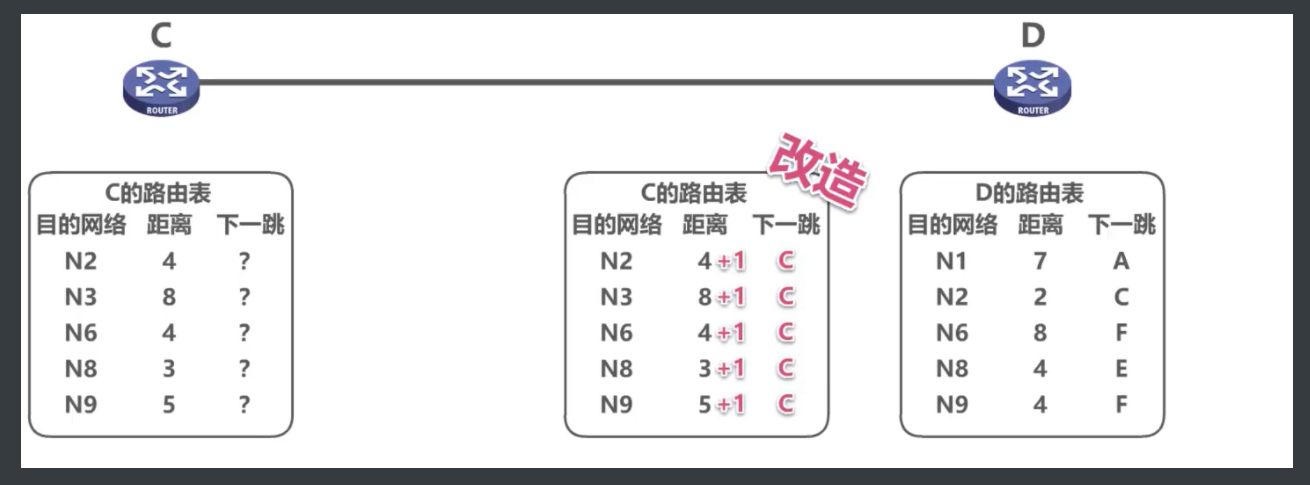 C
D
ROUTER
ROUTER
改造
C的路由表
目的网络 距离 下一跳
N2 4 ?
N3 8 ?
N6 4 ?
N8 3 ?
N9 5 ?
C的路由表
目的网络 距离 下一跳
N2 4+1 C
N3 8+1 C
N6 4+1 C
N8 3+1 C
N9 5+1 C
D的路由表
目的网络 距离 下一跳
N1 7 A
N2 2 C
N6 8 F
N8 4 E
N9 4 F